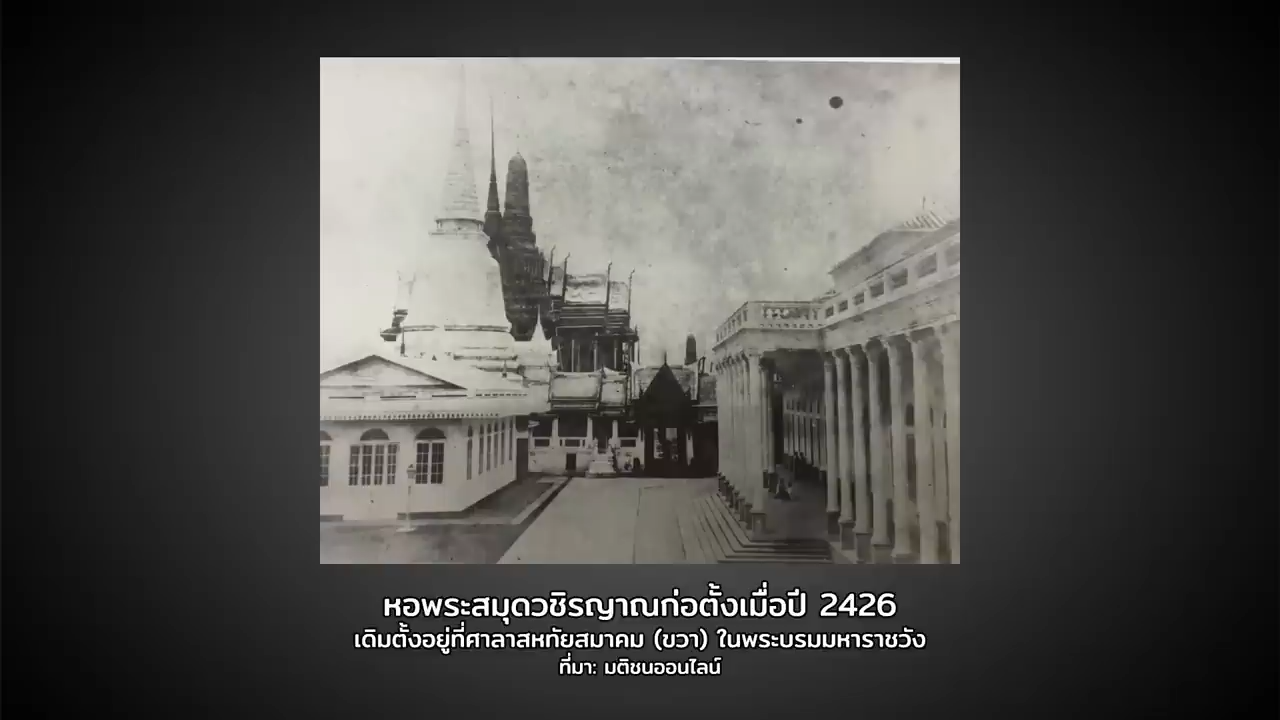 หอพระสมุดวชิรญาณก่อตั้งเมื่อปี 2426
เดิมตั้งอยู่ที่ศาลาสหทัยสมาคม (ขวา) ในพระบรมมหาราชวัง
ที่มา: มติชนออนไลน์